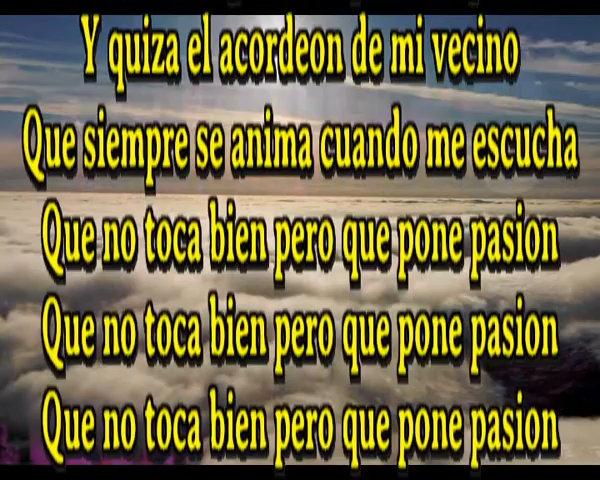 Y quiza el acordeon de mi vecino
Que siempre se anima cuando me escucha
Que no toca bien pero que pone pasion
Que no toca bien pero que pone pasion
Que no toca bien pero que pone pasion